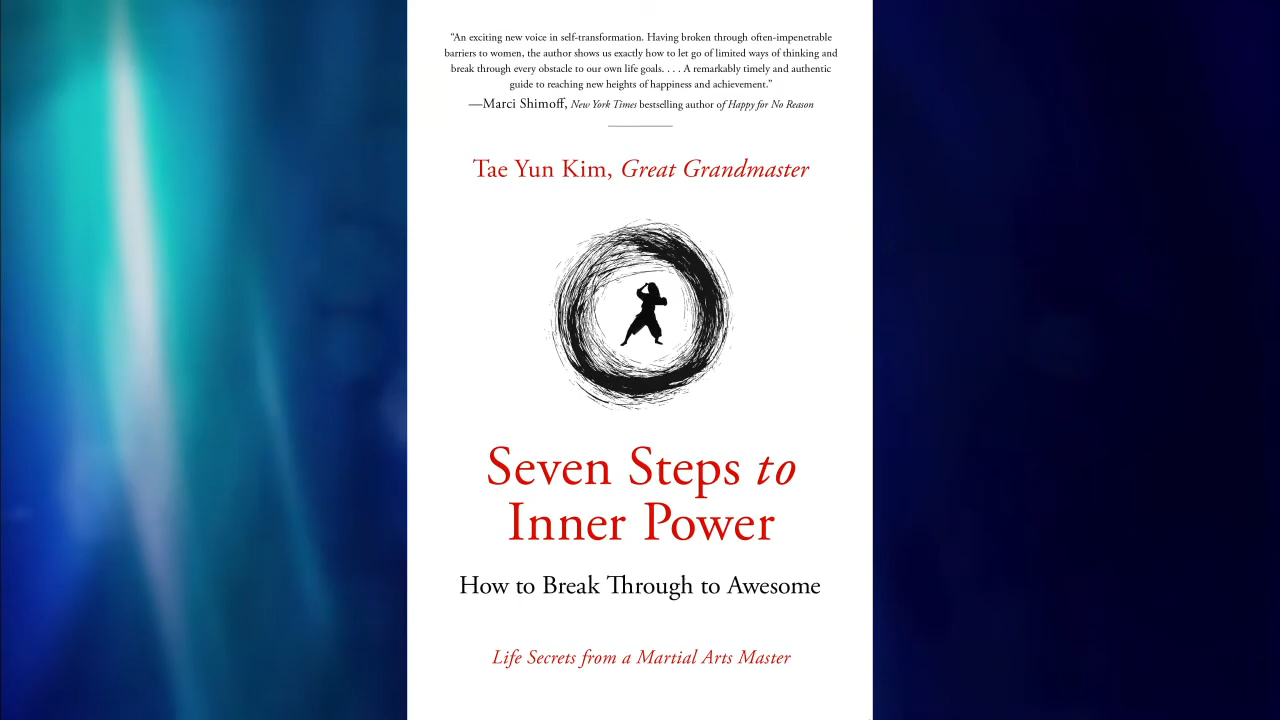 "An exciting new voice in self-transformation. Having broken through often-impenetrable
barriers to women, the author shows us exactly how to let go of limited ways of thinking and
break through every obstacle to our own life goals. . . . A remarkably timely and authentic
guide to reaching new heights of happiness and achievement."
—Marci Shimoff, New York Times bestselling author of Happy for No Reason
Tae Yun Kim, Great Grandmaster
Seven Steps to
Inner Power
How to Break Through to Awesome
Life Secrets from a Martial Arts Master